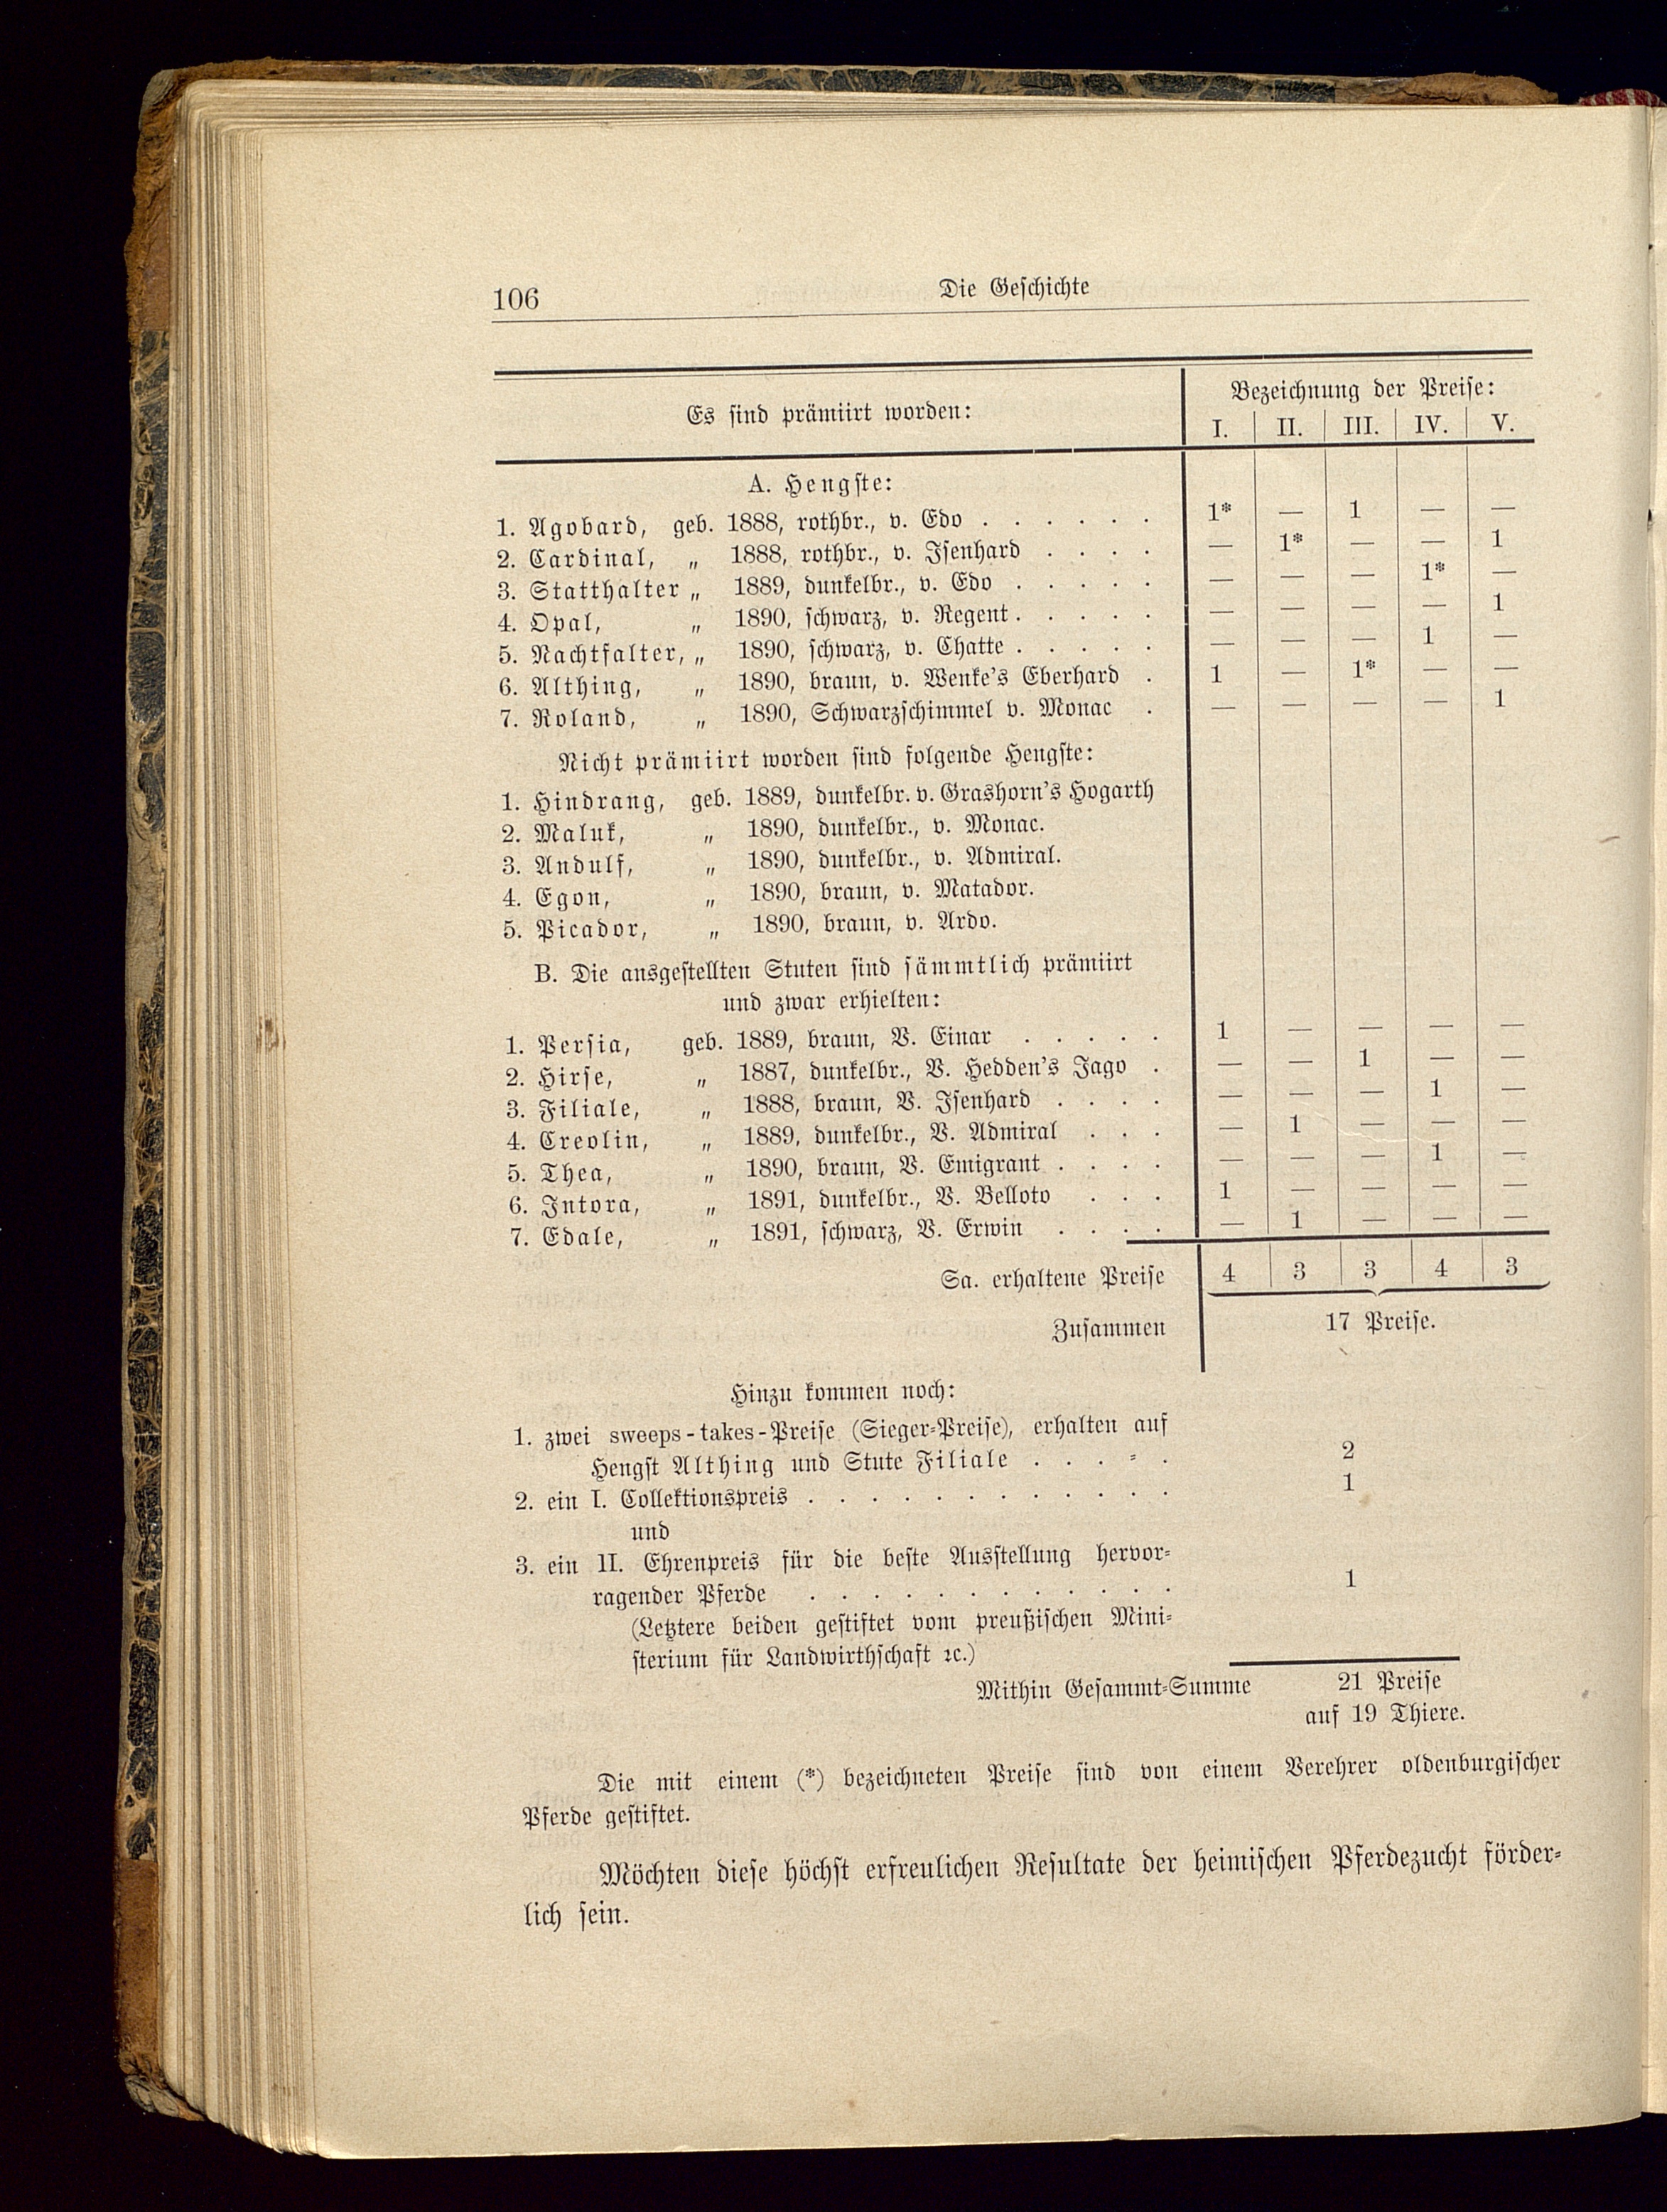 106
Die Geschichte
Es sind prämiirt worden:
Bezeichnung der Preise:
I. II. III. IV. V.
A. Hengste:
1. Agobard, geb. 1888, rothbr., v. Edo . . . . . . 1* — 1 — —
2. Cardinal, „ 1888, rothbr., v. Isenhard . . . . — 1* — — 1
3. Statthalter „ 1889, dunkelbr., v. Edo . . . . . — — — 1* —
4. Opal, „ 1890, schwarz, v. Regent . . . . . — — — — 1
5. Nachtfalter, „ 1890, schwarz, v. Chatte . . . . . — — — 1 —
6. Althing, „ 1890, braun, v. Wenke's Eberhard . 1 — 1* — —
7. Roland, „ 1890, Schwarzschimmel v. Monac . — — — — 1
Nicht prämiirt worden sind folgende Hengste:
1. Hindrang, geb. 1889, dunkelbr. v. Grashorn's Hogarth
2. Maluk, „ 1890, dunkelbr., v. Monac.
3. Andulf, „ 1890, dunkelbr., v. Admiral.
4. Egon, „ 1890, braun, v. Matador.
5. Picador, „ 1890, braun, v. Ardo.
B. Die ausgestellten Stuten sind sämmtlich prämiirt
und zwar erhielten:
1. Persia, geb. 1889, braun, V. Einar . . . . . 1 — — — —
2. Hirse, „ 1887, dunkelbr., V. Hedden's Jago . — — 1 — —
3. Filiale, „ 1888, braun, V. Isenhard . . . . — — — 1 —
4. Creolin, „ 1889, dunkelbr., V. Admiral . . . — 1 — — —
5. Thea, „ 1890, braun, V. Emigrant . . . . — — — 1 —
6. Intora, „ 1891, dunkelbr., V. Belloto . . . 1 — — — —
7. Edale, „ 1891, schwarz, V. Erwin . . . . — 1 — — —
Sa. erhaltene Preise 4 3 3 4 3
Zusammen 17 Preise.
Hinzu kommen noch:
1. zwei sweeps-takes-Preise (Sieger-Preise), erhalten auf
Hengst Althing und Stute Filiale . . . . . 2
2. ein I. Collektionspreis . . . . . . . . . . . . 1
und
3. ein II. Ehrenpreis für die beste Ausstellung hervor-
ragender Pferde . . . . . . . . . . . . 1
(Letztere beiden gestiftet vom preußischen Mini-
sterium für Landwirthschaft ꝛc.)
Mithin Gesammt-Summe 21 Preise
auf 19 Thiere.
Die mit einem (*) bezeichneten Preise sind von einem Verehrer oldenburgischer
Pferde gestiftet.
Möchten diese höchst erfreulichen Resultate der heimischen Pferdezucht förder-
lich sein.